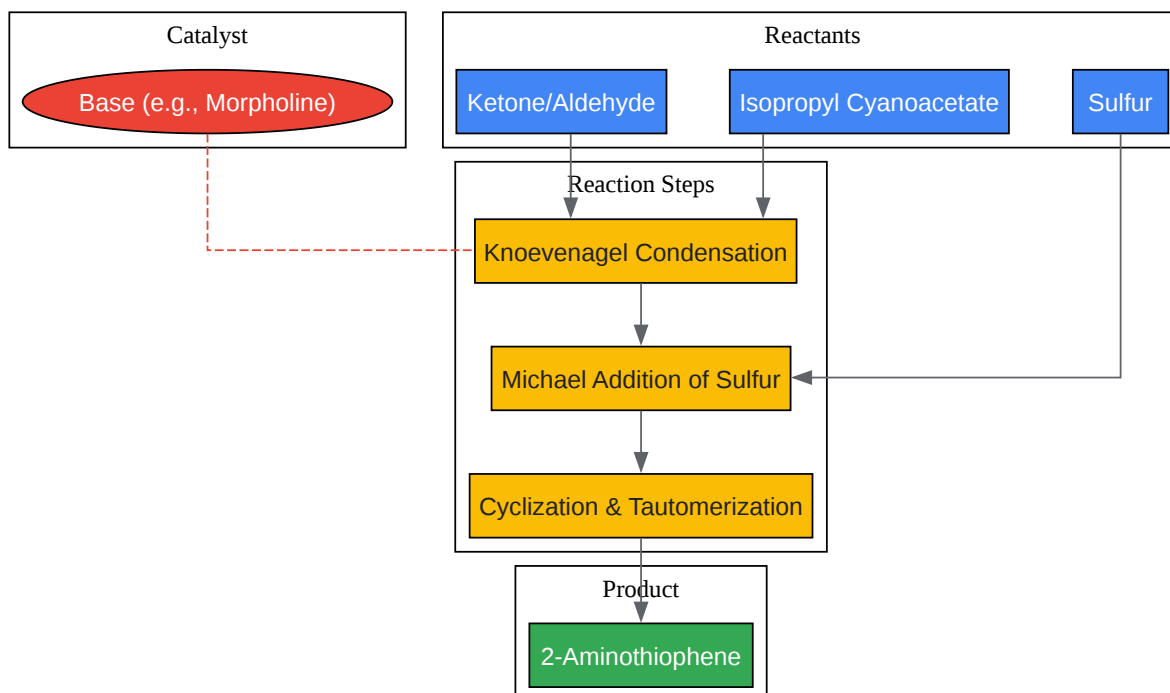 Catalyst
Base (e.g., Morpholine)
Reactants
Ketone/Aldehyde
Isopropyl Cyanoacetate
Sulfur
Reaction Steps
Knoevenagel Condensation
Michael Addition of Sulfur
Cyclization & Tautomerization
Product
2-Aminothiophene